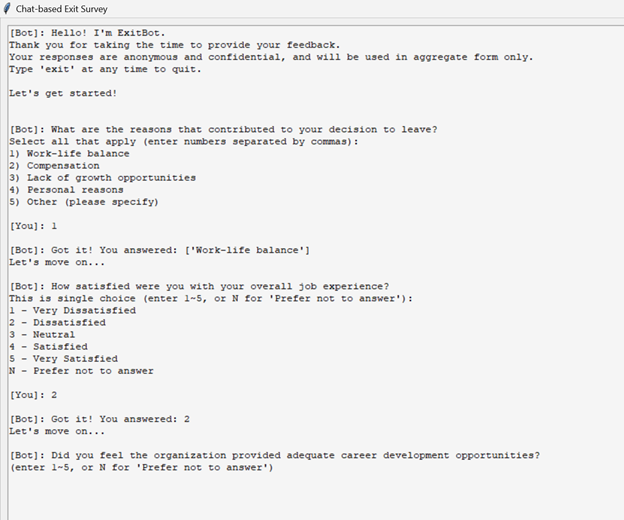 Chat-based Exit Survey
[Bot]: Hello! I'm ExitBot.
Thank you for taking the time to provide your feedback.
Your responses are anonymous and confidential, and will be used in aggregate form only.
Type 'exit' at any time to quit.
Let's get started!
[Bot]: What are the reasons that contributed to your decision to leave?
Select all that apply (enter numbers separated by commas):
1) Work-life balance
2) Compensation
3) Lack of growth opportunities
4) Personal reasons
5) Other (please specify)
[You]: 1
[Bot]: Got it! You answered: ['Work-life balance']
Let's move on...
[Bot]: How satisfied were you with your overall job experience?
This is single choice (enter 1~5, or N for 'Prefer not to answer'):
1 - Very Dissatisfied
2 - Dissatisfied
3 - Neutral
4 - Satisfied
5 - Very Satisfied
N - Prefer not to answer
[You]: 2
[Bot]: Got it! You answered: 2
Let's move on...
[Bot]: Did you feel the organization provided adequate career development opportunities?
(enter 1~5, or N for 'Prefer not to answer')